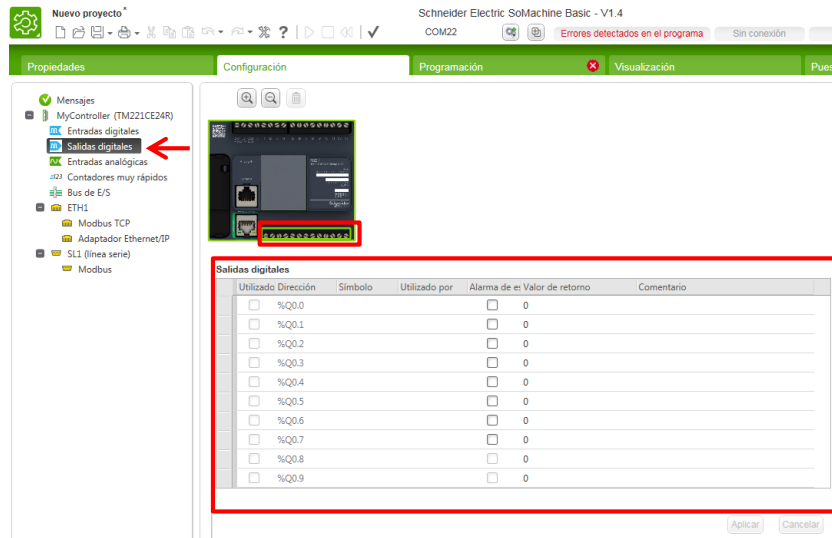 Nuevo proyecto*
Schneider Electric SoMachine Basic - V1.4
COM22
Errores detectados en el programa
Sin conexión
Propiedades
Configuración
Programación
Visualización
Pues
Mensajes
MyController (TM221CE24R)
Entradas digitales
Salidas digitales
Entradas analógicas
Contadores muy rápidos
Bus de E/S
ETH1
Modbus TCP
Adaptador Ethernet/IP
SL1 (línea serie)
Modbus
Salidas digitales
Utilizado Dirección Símbolo Utilizado por Alarma de es Valor de retorno Comentario
%Q0.0 0
%Q0.1 0
%Q0.2 0
%Q0.3 0
%Q0.4 0
%Q0.5 0
%Q0.6 0
%Q0.7 0
%Q0.8 0
%Q0.9 0
Aplicar Cancelar